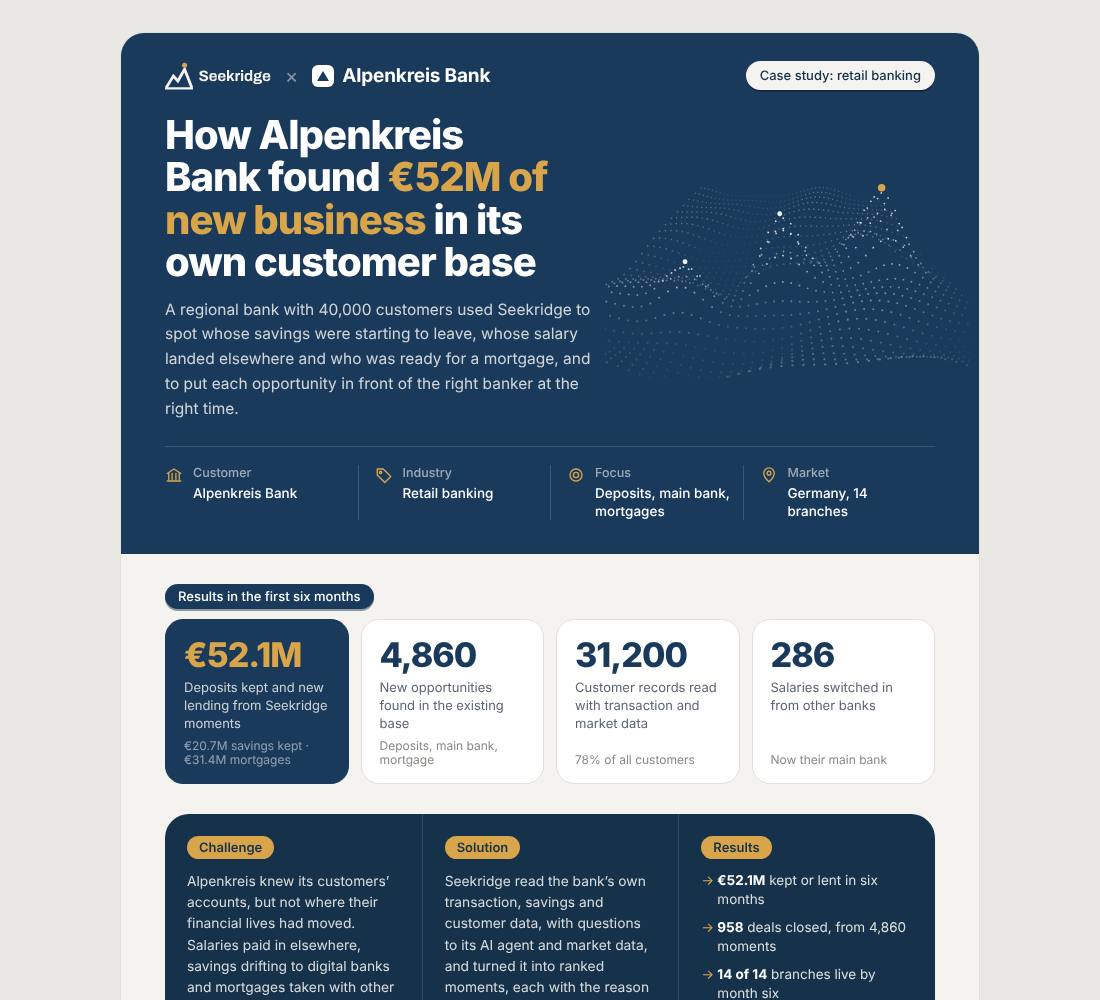 Seekridge × Alpenkreis Bank
Case study: retail banking
How Alpenkreis
Bank found €52M of
new business in its
own customer base
A regional bank with 40,000 customers used Seekridge to
spot whose savings were starting to leave, whose salary
landed elsewhere and who was ready for a mortgage, and
to put each opportunity in front of the right banker at the
right time.
Customer
Alpenkreis Bank
Industry
Retail banking
Focus
Deposits, main bank,
mortgages
Market
Germany, 14
branches
Results in the first six months
€52.1M
Deposits kept and new
lending from Seekridge
moments
€20.7M savings kept ·
€31.4M mortgages
4,860
New opportunities
found in the existing
base
Deposits, main bank,
mortgage
31,200
Customer records read
with transaction and
market data
78% of all customers
286
Salaries switched in
from other banks
Now their main bank
Challenge
Alpenkreis knew its customers’
accounts, but not where their
financial lives had moved.
Salaries paid in elsewhere,
savings drifting to digital banks
and mortgages taken with other
Solution
Seekridge read the bank’s own
transaction, savings and
customer data, with questions
to its AI agent and market data,
and turned it into ranked
moments, each with the reason
Results
→ €52.1M kept or lent in six
months
→ 958 deals closed, from 4,860
moments
→ 14 of 14 branches live by
month six